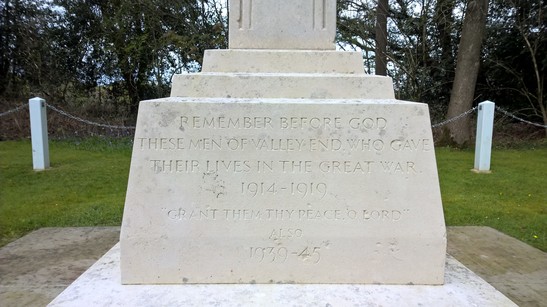 REMEMBER BEFORE GOD
THESE MEN OF VALLEY END WHO GAVE
THEIR LIVES IN THE GREAT WAR
1914-1919
"GRANT THEM THY PEACE, O LORD"
ALSO
1939-45